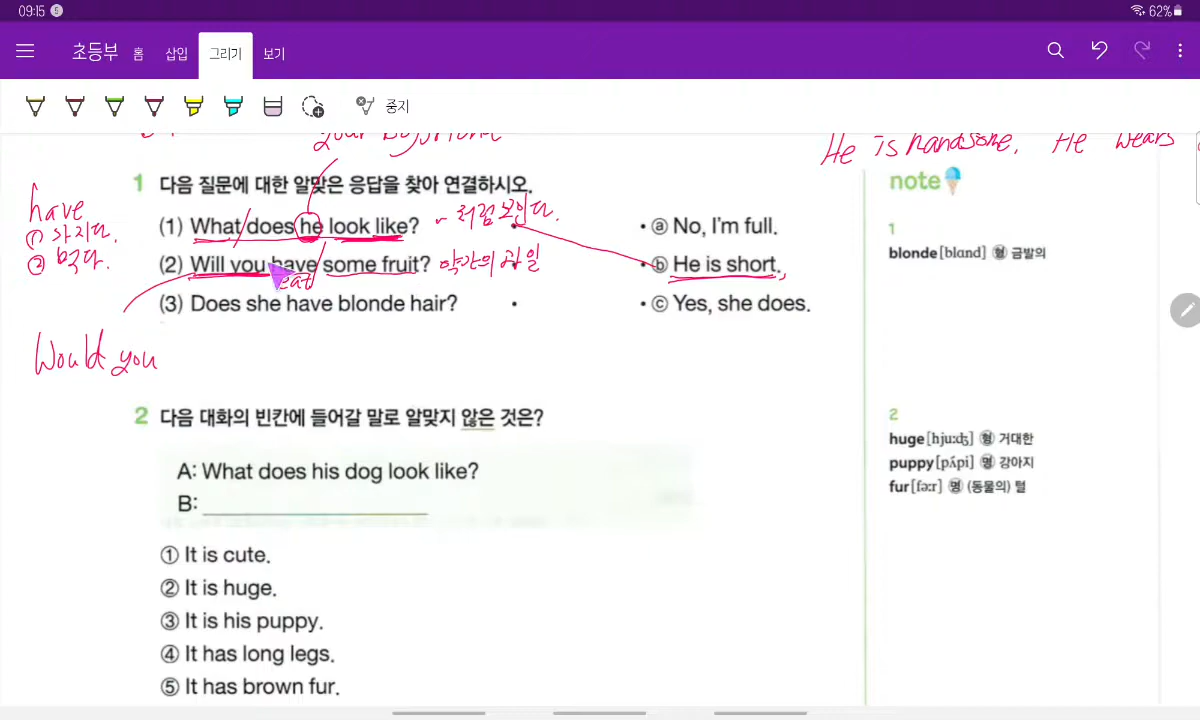 09:15
62%
초등부 홈 삽입 그리기 보기
중지
He is handsome. He wears
1 다음 질문에 대한 알맞은 응답을 찾아 연결하시오.
have
① 가지다.
② 먹다.
(1) What does he look like? ~처럼 보인다.
(2) Will you have some fruit? 약간의 과일
eat
(3) Does she have blonde hair?
Would you
ⓐ No, I'm full.
ⓑ He is short.
ⓒ Yes, she does.
2 다음 대화의 빈칸에 들어갈 말로 알맞지 않은 것은?
A: What does his dog look like?
B:
① It is cute.
② It is huge.
③ It is his puppy.
④ It has long legs.
⑤ It has brown fur.
note
1
blonde [bland] 형 금발의
2
huge [hju:dʒ] 형 거대한
puppy [pʌ́pi] 명 강아지
fur [fəːr] 명 (동물의) 털